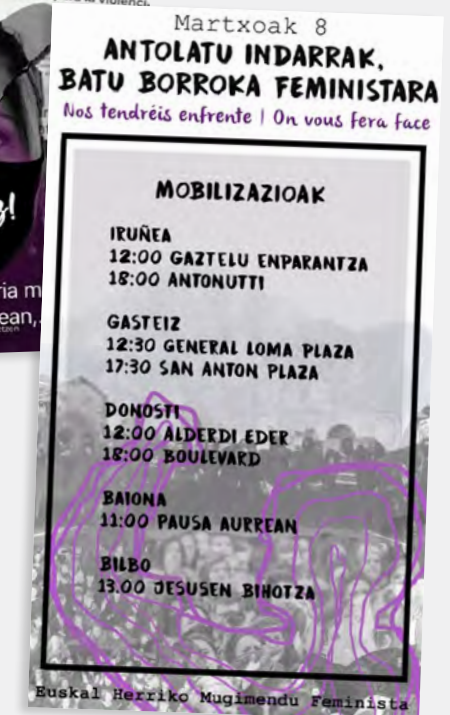 Martxoak 8
ANTOLATU INDARRAK,
BATU BORROKA FEMINISTARA
Nos tendréis enfrente | On vous fera face
MOBILIZAZIOAK
IRUÑEA
12:00 GAZTELU ENPARANTZA
18:00 ANTONUTTI
GASTEIZ
12:30 GENERAL LOMA PLAZA
17:30 SAN ANTON PLAZA
DONOSTI
12:00 ALDERDI EDER
18:00 BOULEVARD
BAIONA
11:00 PAUSA AURREAN
BILBO
13.00 JESUSEN BIHOTZA
Euskal Herriko Mugimendu Feminista